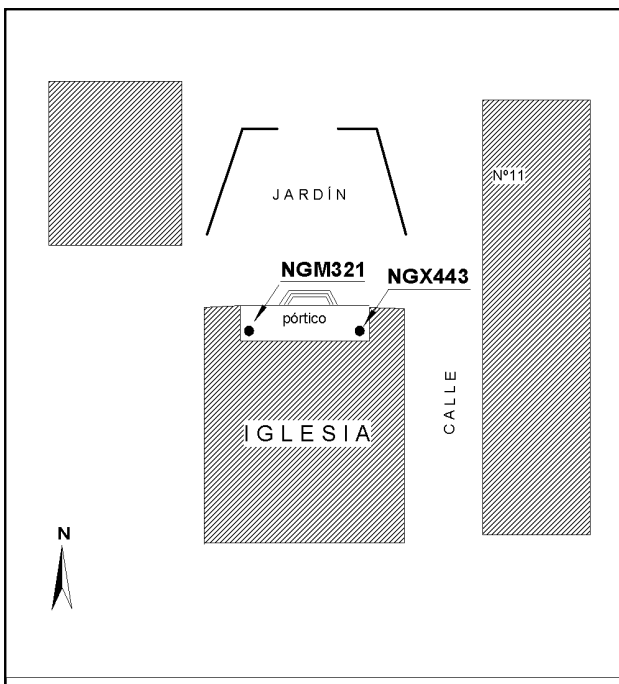 Nº11
JARDÍN
NGM321
NGX443
pórtico
CALLE
IGLESIA
N